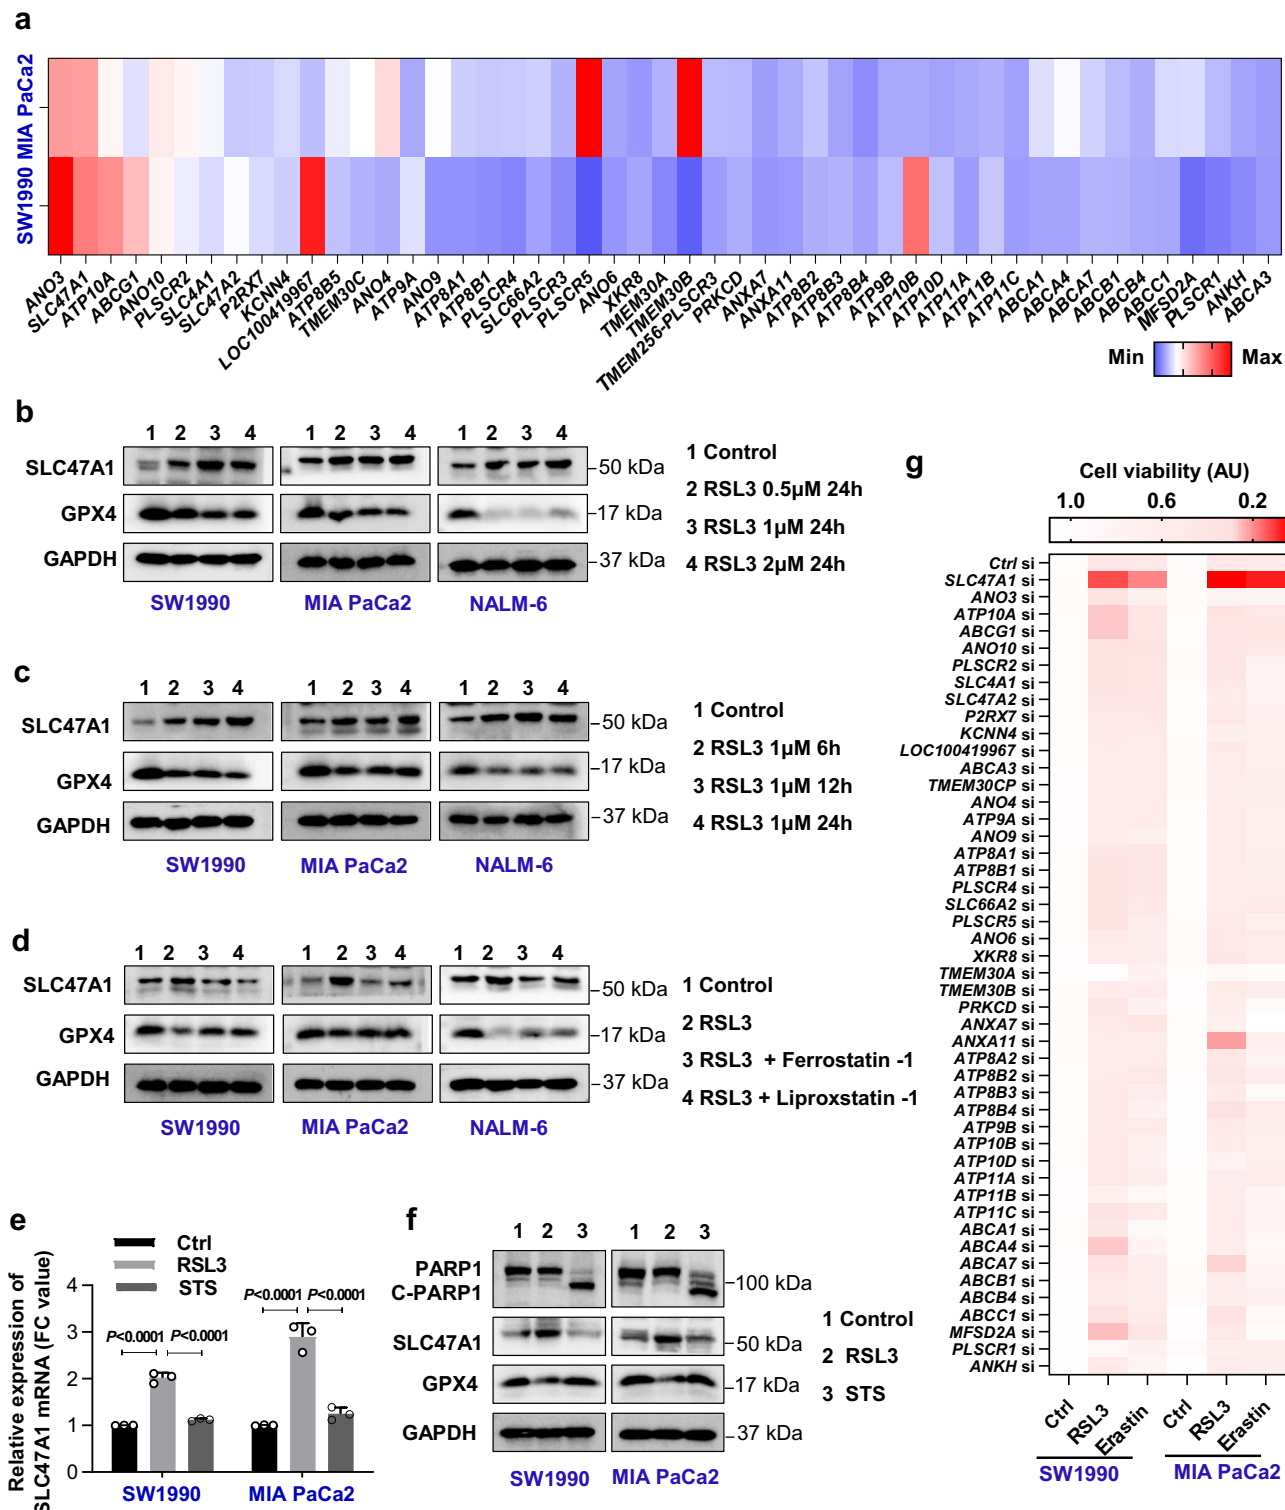 a
MIA PaCa2
SW1990
ANO3
SLC47A1
ATP10A
ABCG1
ANO10
PLSCR2
SLC4A1
SLC47A2
P2RX7
KCNN4
LOC100419967
ATP8B5
TMEM30C
ANO4
ATP9A
ANO9
ATP8A1
ATP8B1
PLSCR4
SLC66A2
PLSCR3
PLSCR5
ANO6
XKR8
TMEM30A
TMEM30B
TMEM256-PLSCR3
PRKCD
ANXA7
ANXA11
ATP8B2
ATP8B3
ATP8B4
ATP9B
ATP10B
ATP10D
ATP11A
ATP11B
ATP11C
ABCA1
ABCA4
ABCA7
ABCB1
ABCB4
ABCC1
MFSD2A
PLSCR1
ANKH
ABCA3
Min Max
b
1 2 3 4 1 2 3 4 1 2 3 4
SLC47A1 50 kDa
GPX4 17 kDa
GAPDH 37 kDa
SW1990 MIA PaCa2 NALM-6
1 Control
2 RSL3 0.5μM 24h
3 RSL3 1μM 24h
4 RSL3 2μM 24h
c
1 2 3 4 1 2 3 4 1 2 3 4
SLC47A1 50 kDa
GPX4 17 kDa
GAPDH 37 kDa
SW1990 MIA PaCa2 NALM-6
1 Control
2 RSL3 1μM 6h
3 RSL3 1μM 12h
4 RSL3 1μM 24h
d
1 2 3 4 1 2 3 4 1 2 3 4
SLC47A1 50 kDa
GPX4 17 kDa
GAPDH 37 kDa
SW1990 MIA PaCa2 NALM-6
1 Control
2 RSL3
3 RSL3 + Ferrostatin -1
4 RSL3 + Liproxstatin -1
e
Ctrl
RSL3
STS
Relative expression of
SLC47A1 mRNA (FC value)
4
3
2
1
0
P<0.0001 P<0.0001
P<0.0001 P<0.0001
SW1990 MIA PaCa2
f
1 2 3 1 2 3
PARP1
C-PARP1 100 kDa
SLC47A1 50 kDa
GPX4 17 kDa
GAPDH 37 kDa
SW1990 MIA PaCa2
1 Control
2 RSL3
3 STS
g
Cell viability (AU)
1.0 0.6 0.2
Ctrl si
SLC47A1 si
ANO3 si
ATP10A si
ABCG1 si
ANO10 si
PLSCR2 si
SLC4A1 si
SLC47A2 si
P2RX7 si
KCNN4 si
LOC100419967 si
ABCA3 si
TMEM30CP si
ANO4 si
ATP9A si
ANO9 si
ATP8A1 si
ATP8B1 si
PLSCR4 si
SLC66A2 si
PLSCR5 si
ANO6 si
XKR8 si
TMEM30A si
TMEM30B si
PRKCD si
ANXA7 si
ANXA11 si
ATP8A2 si
ATP8B2 si
ATP8B3 si
ATP8B4 si
ATP9B si
ATP10B si
ATP10D si
ATP11A si
ATP11B si
ATP11C si
ABCA1 si
ABCA4 si
ABCA7 si
ABCB1 si
ABCB4 si
ABCC1 si
MFSD2A si
PLSCR1 si
ANKH si
Ctrl RSL3 Erastin Ctrl RSL3 Erastin
SW1990 MIA PaCa2